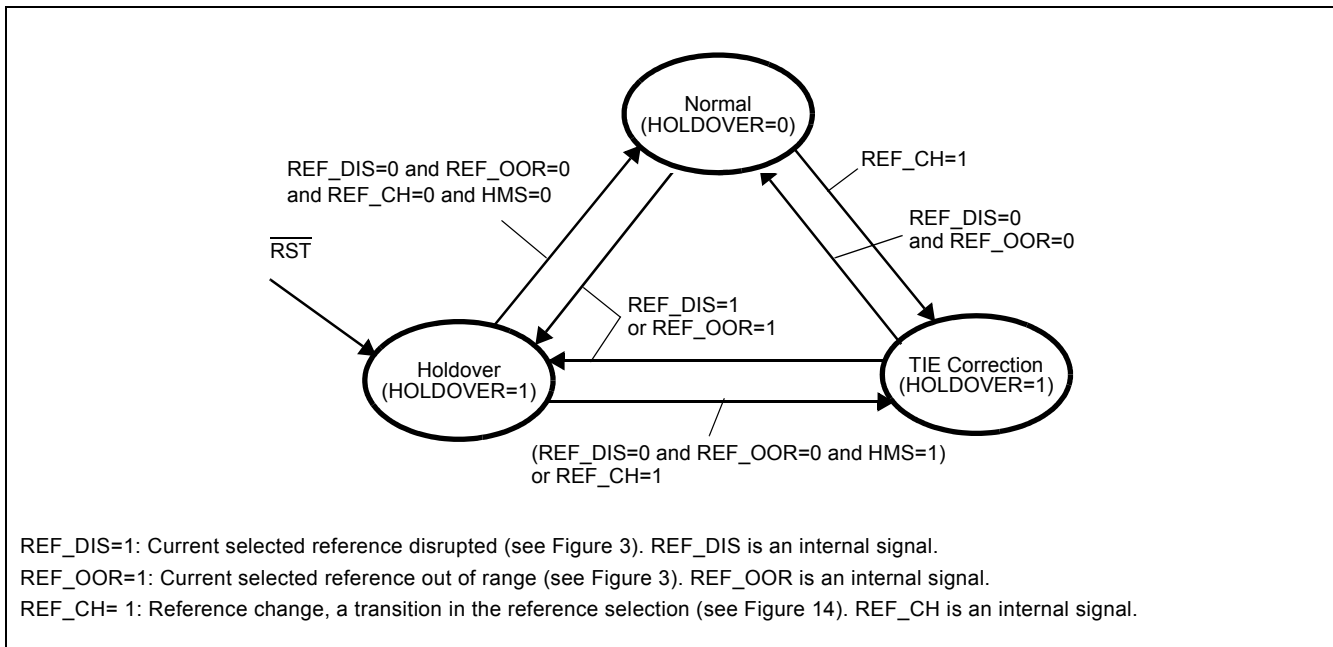 Normal
(HOLDOVER=0)
REF_CH=1
REF_DIS=0 and REF_OOR=0
and REF_CH=0 and HMS=0
REF_DIS=0
and REF_OOR=0
RST
REF_DIS=1
or REF_OOR=1
Holdover
(HOLDOVER=1)
TIE Correction
(HOLDOVER=1)
(REF_DIS=0 and REF_OOR=0 and HMS=1)
or REF_CH=1
REF_DIS=1: Current selected reference disrupted (see Figure 3). REF_DIS is an internal signal.
REF_OOR=1: Current selected reference out of range (see Figure 3). REF_OOR is an internal signal.
REF_CH= 1: Reference change, a transition in the reference selection (see Figure 14). REF_CH is an internal signal.